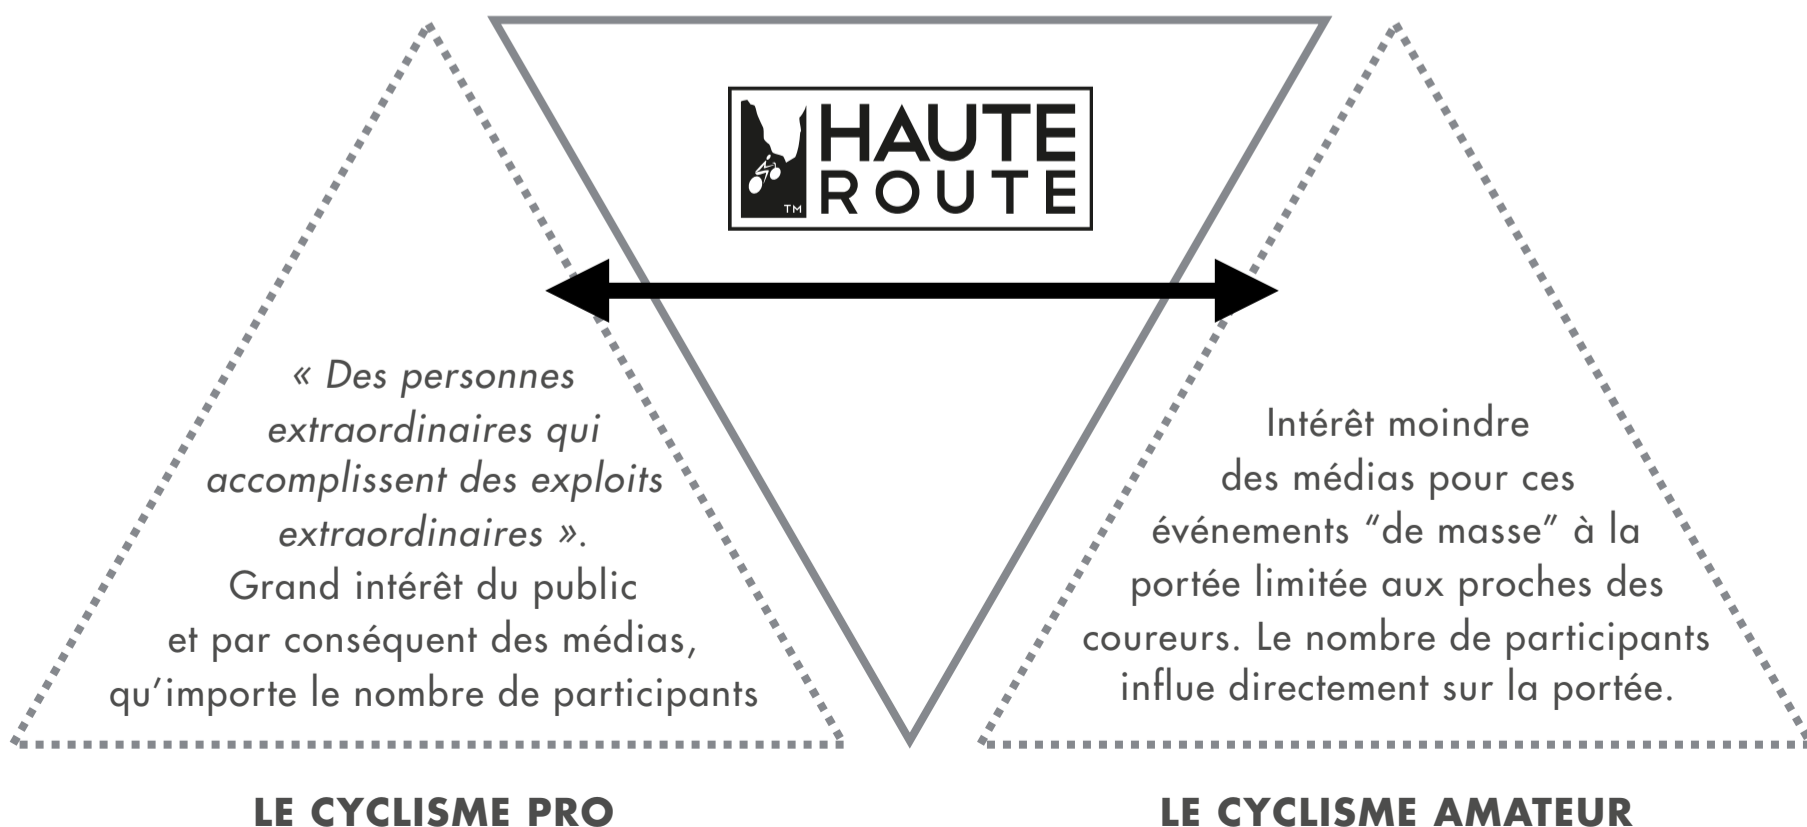 HAUTE
ROUTE
TM
« Des personnes
extraordinaires qui
accomplissent des exploits
extraordinaires ».
Grand intérêt du public
et par conséquent des médias,
qu’importe le nombre de participants
LE CYCLISME PRO
Intérêt moindre
des médias pour ces
événements “de masse” à la
portée limitée aux proches des
coureurs. Le nombre de participants
influe directement sur la portée.
LE CYCLISME AMATEUR